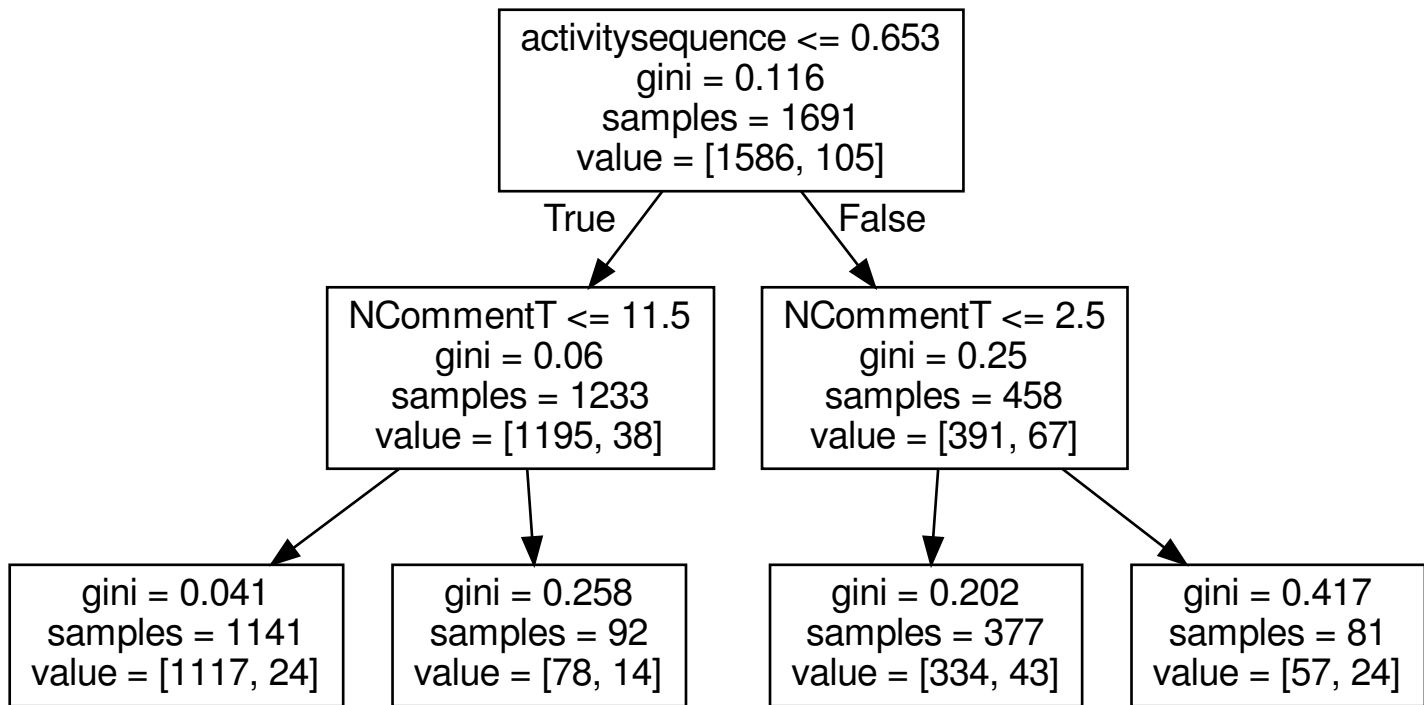 activitysequence <= 0.653
gini = 0.116
samples = 1691
value = [1586, 105]
True
False
NCommentT <= 11.5
gini = 0.06
samples = 1233
value = [1195, 38]
NCommentT <= 2.5
gini = 0.25
samples = 458
value = [391, 67]
gini = 0.041
samples = 1141
value = [1117, 24]
gini = 0.258
samples = 92
value = [78, 14]
gini = 0.202
samples = 377
value = [334, 43]
gini = 0.417
samples = 81
value = [57, 24]